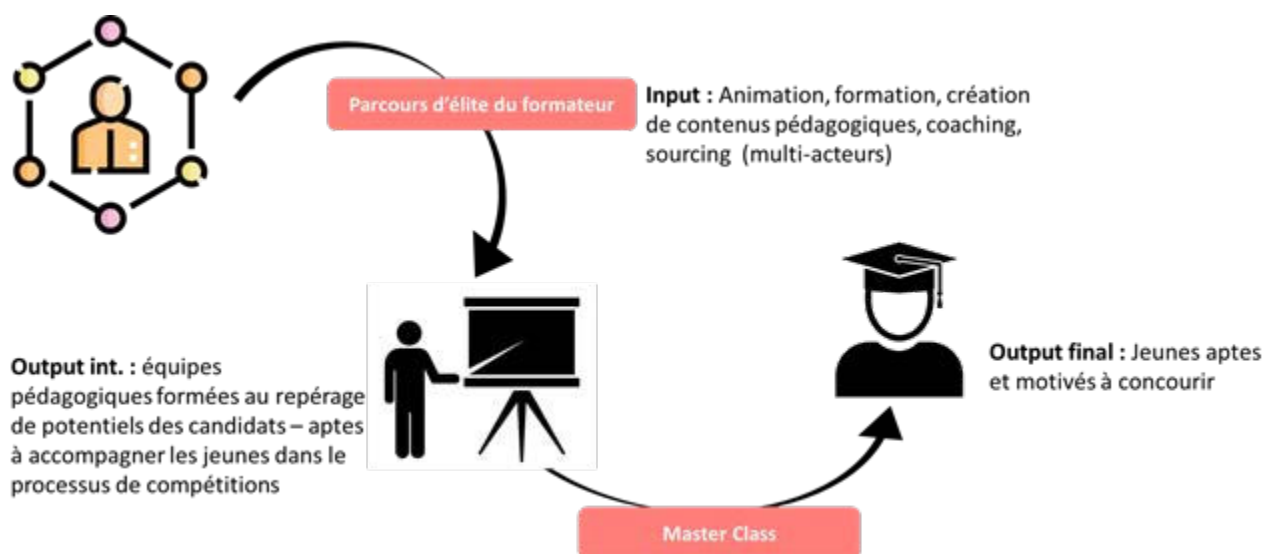 Parcours d'élite du formateur
Input : Animation, formation, création
de contenus pédagogiques, coaching,
sourcing (multi-acteurs)
Output int. : équipes
pédagogiques formées au repérage
de potentiels des candidats – aptes
à accompagner les jeunes dans le
processus de compétitions
Output final : Jeunes aptes
et motivés à concourir
Master Class